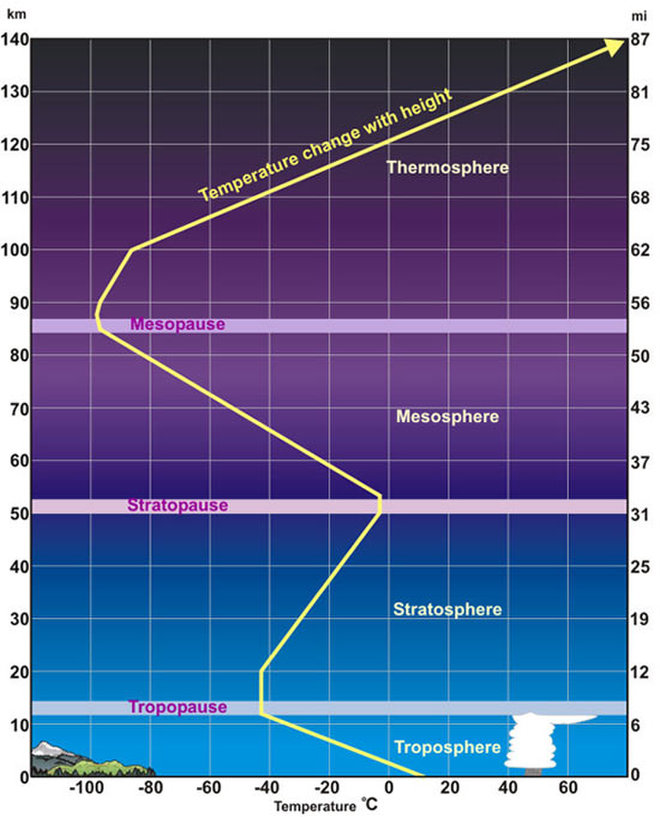 km
mi
140
87
130
81
Temperature change with height
120
75
Thermosphere
110
68
100
62
90
56
Mesopause
80
50
70
43
Mesosphere
60
37
Stratopause
50
31
40
25
Stratosphere
30
19
20
12
Tropopause
10
6
Troposphere
0
0
-100 -80 -60 -40 -20 0 20 40 60
Temperature °C